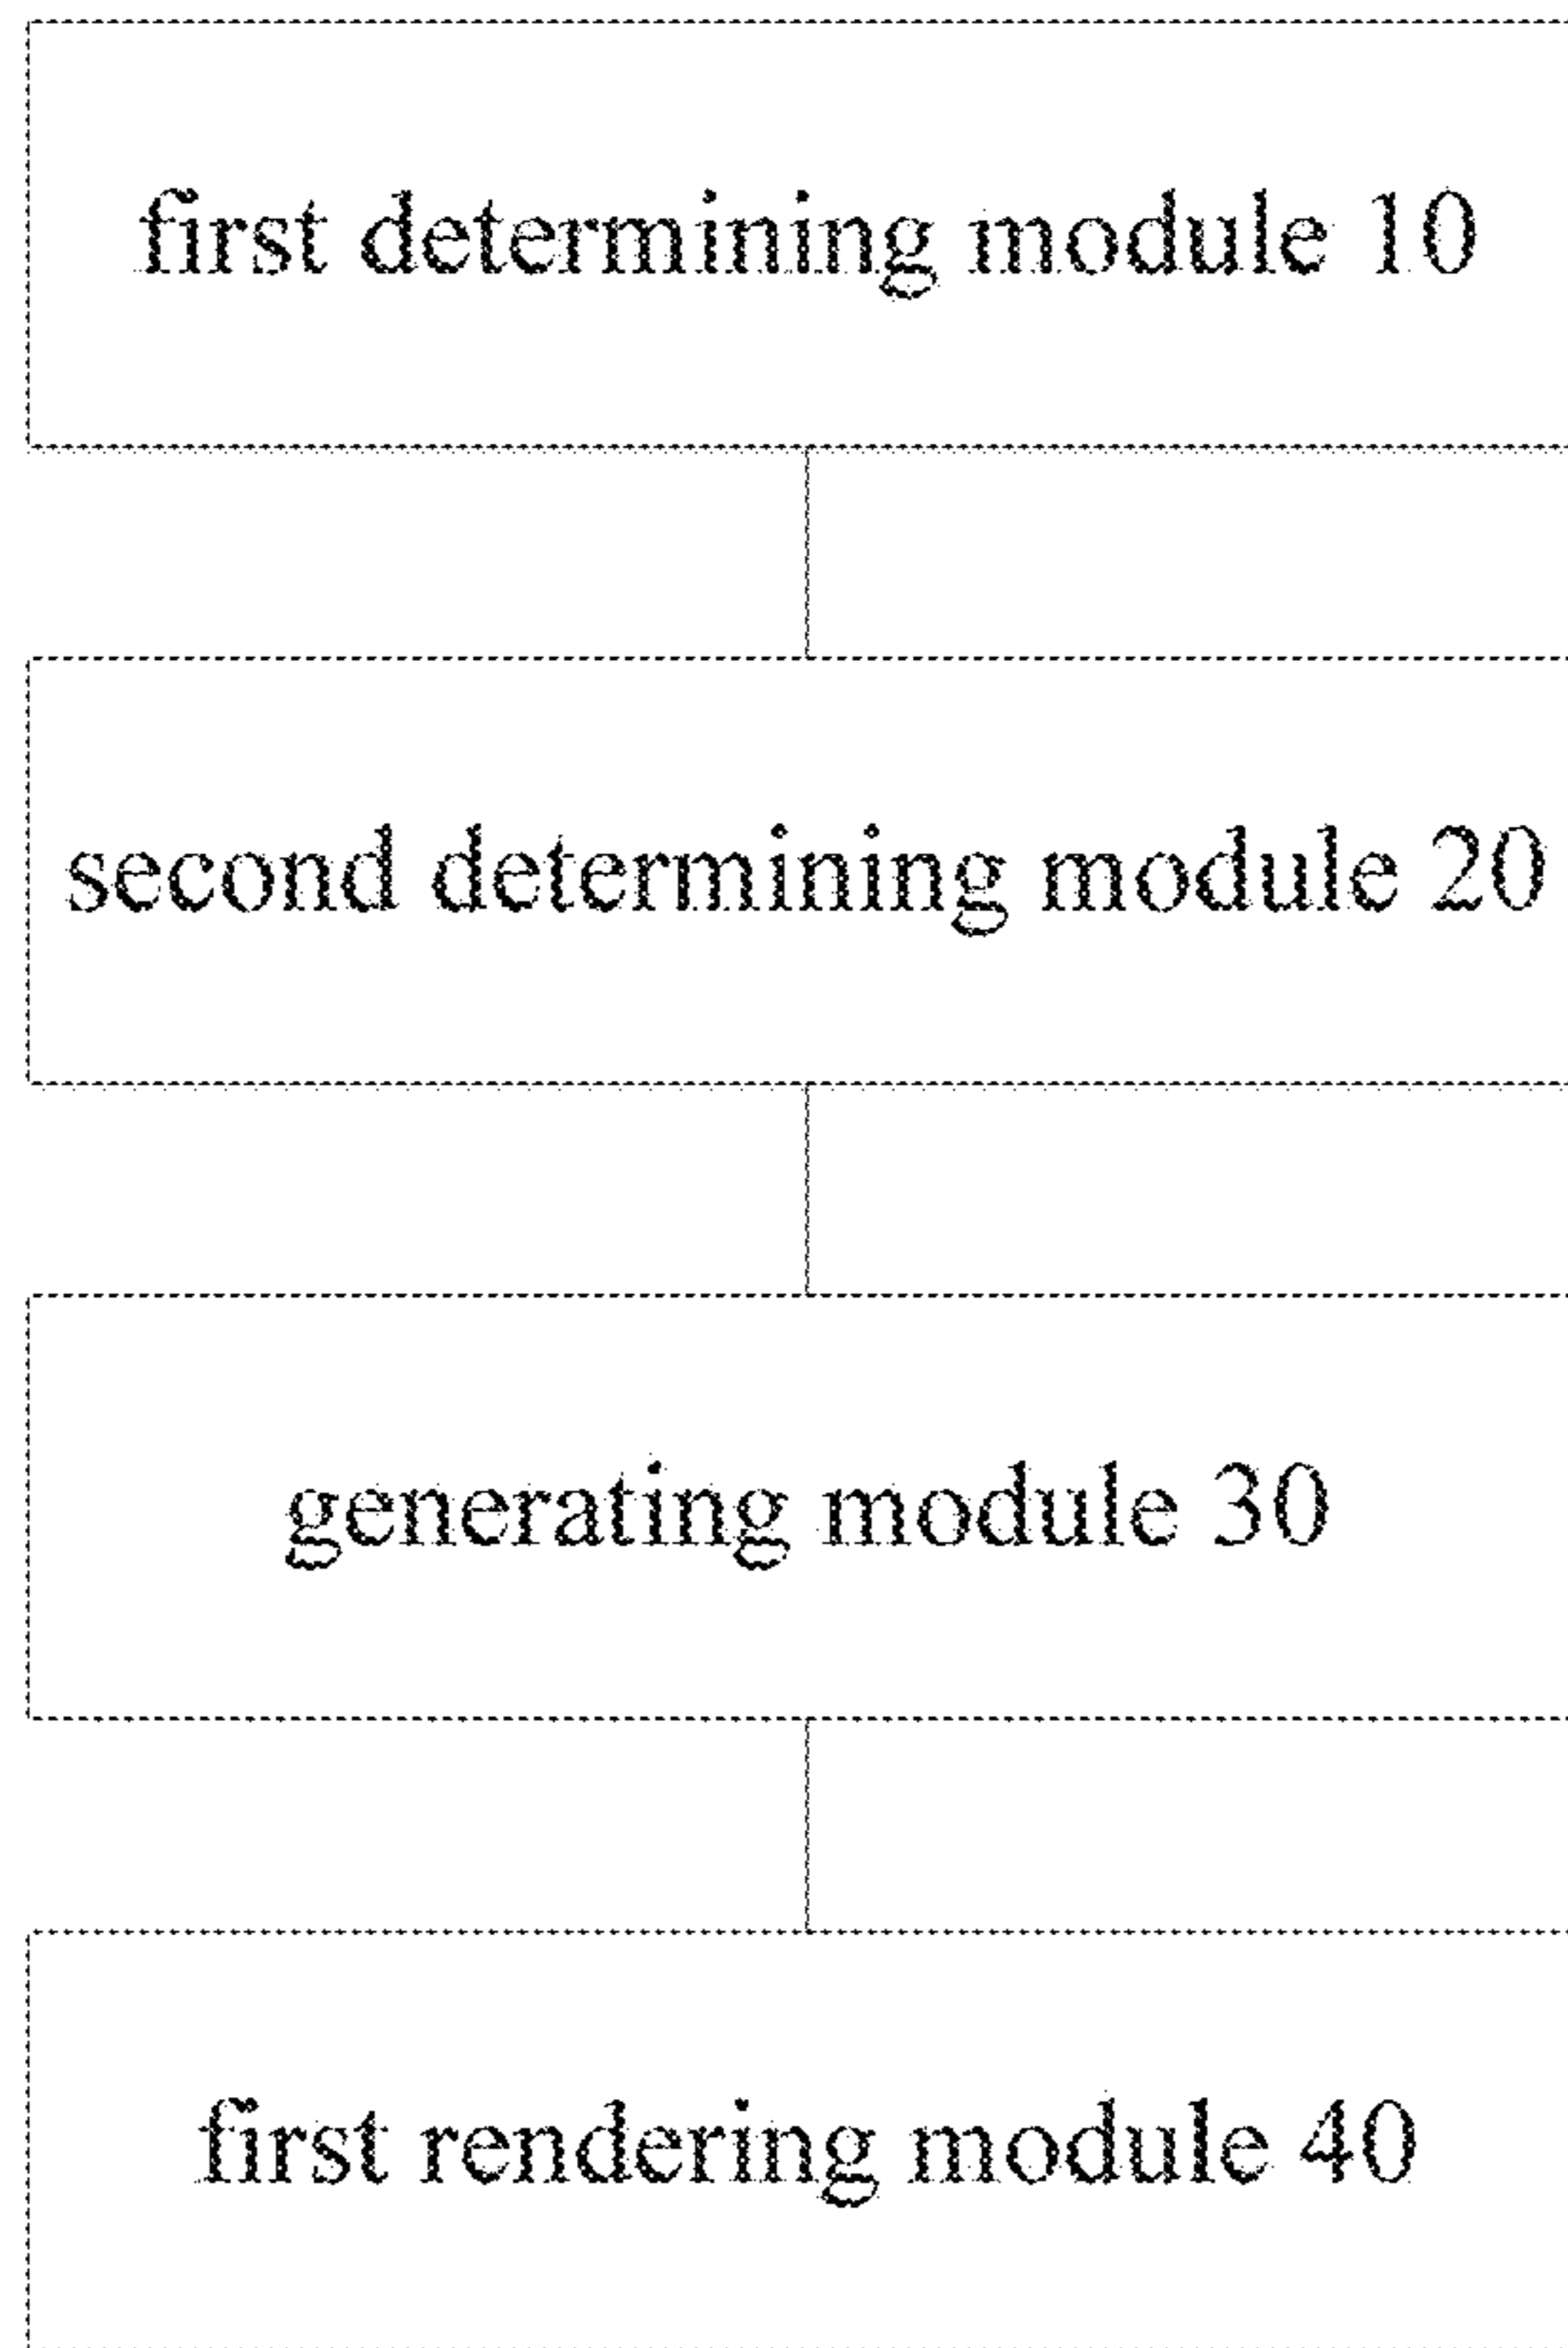 first determining module 10
second determining module 20
generating module 30
first rendering module 40